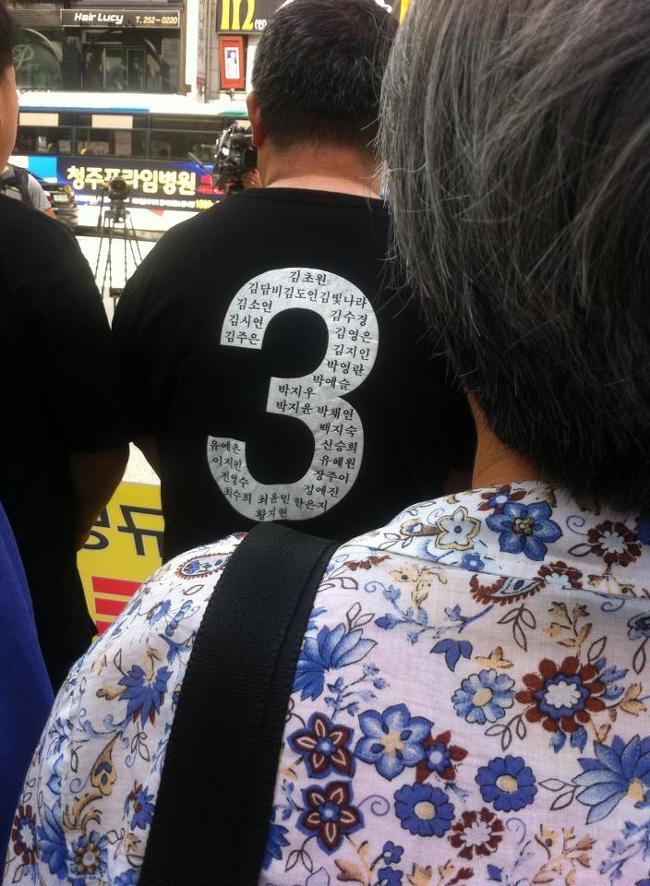 Hair Lucy T. 252-0220
112
청주프라임병원
김초원
김담비 김도언 김빛나라
김소연 김수경
김시연 김영은
김주은 김지인
박영란
박예슬
박지우
박지윤 박채연
백지숙
유예은 신승희
이지민 유혜원
전영수 장주이
최수희 최윤민 한은지 정예진
황지현